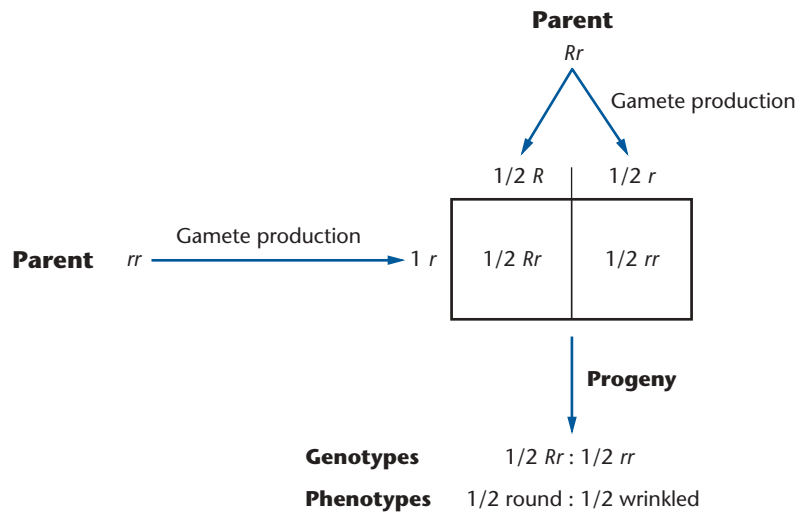 Parent
Rr
Gamete production
1/2 R
1/2 r
Parent
rr
Gamete production
1 r
1/2 Rr
1/2 rr
Progeny
Genotypes 1/2 Rr : 1/2 rr
Phenotypes 1/2 round : 1/2 wrinkled